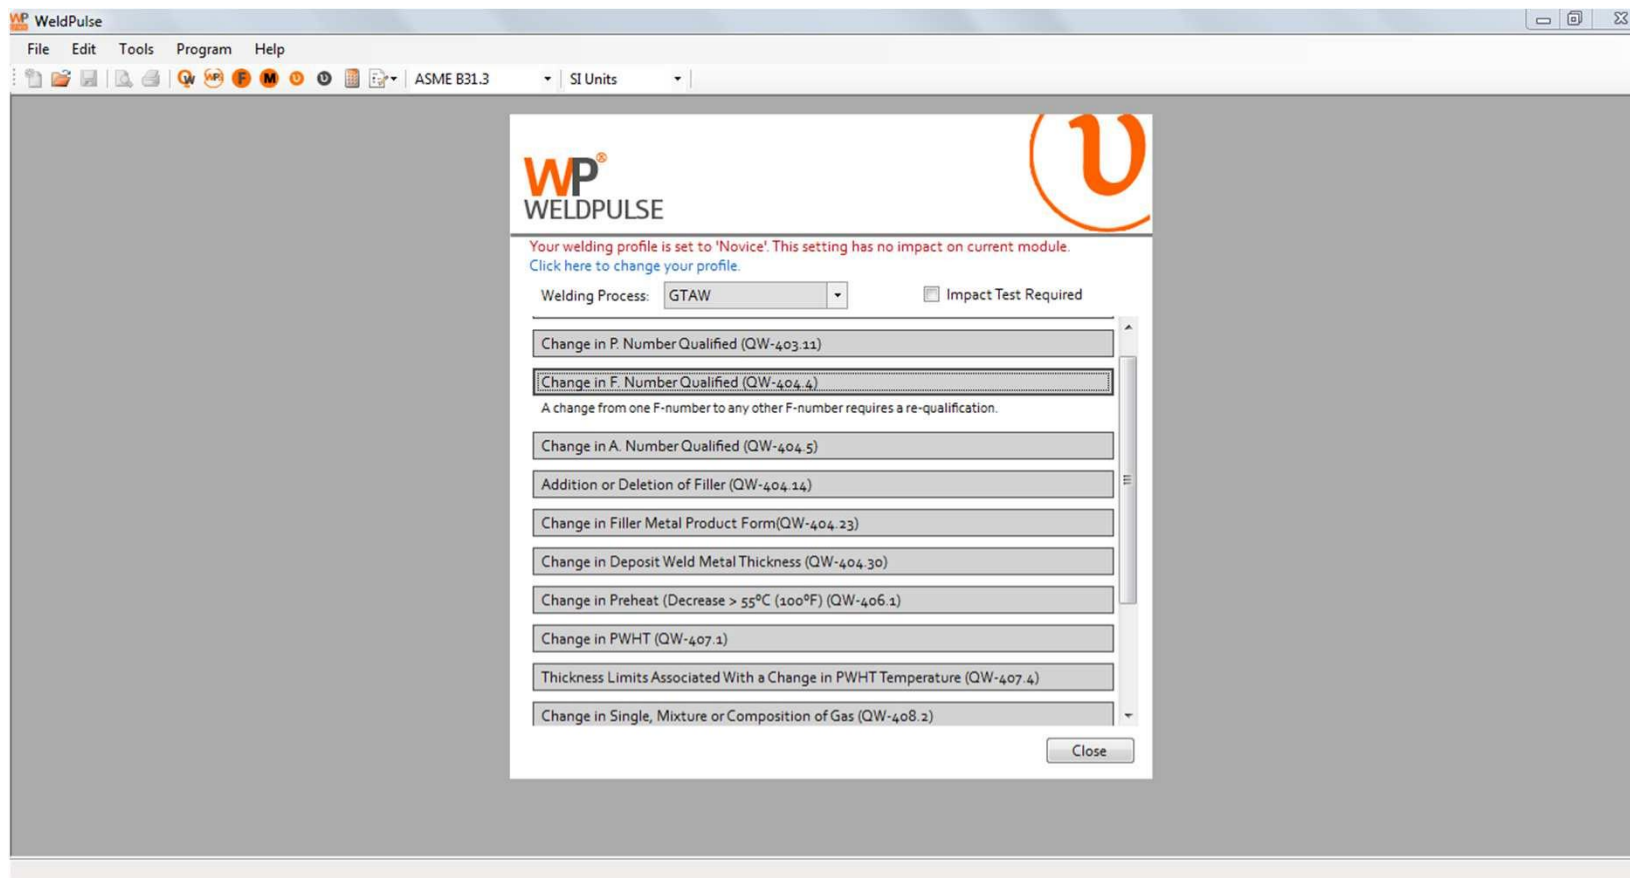 WP WeldPulse
File Edit Tools Program Help
QW WP F M ASME B31.3 SI Units
WP®
WELDPULSE
Your welding profile is set to 'Novice'. This setting has no impact on current module.
Click here to change your profile.
Welding Process: GTAW Impact Test Required
Change in P. Number Qualified (QW-403.11)
Change in F. Number Qualified (QW-404.4)
A change from one F-number to any other F-number requires a re-qualification.
Change in A. Number Qualified (QW-404.5)
Addition or Deletion of Filler (QW-404.14)
Change in Filler Metal Product Form(QW-404.23)
Change in Deposit Weld Metal Thickness (QW-404.30)
Change in Preheat (Decrease > 55ºC (100ºF) (QW-406.1)
Change in PWHT (QW-407.1)
Thickness Limits Associated With a Change in PWHT Temperature (QW-407.4)
Change in Single, Mixture or Composition of Gas (QW-408.2)
Close